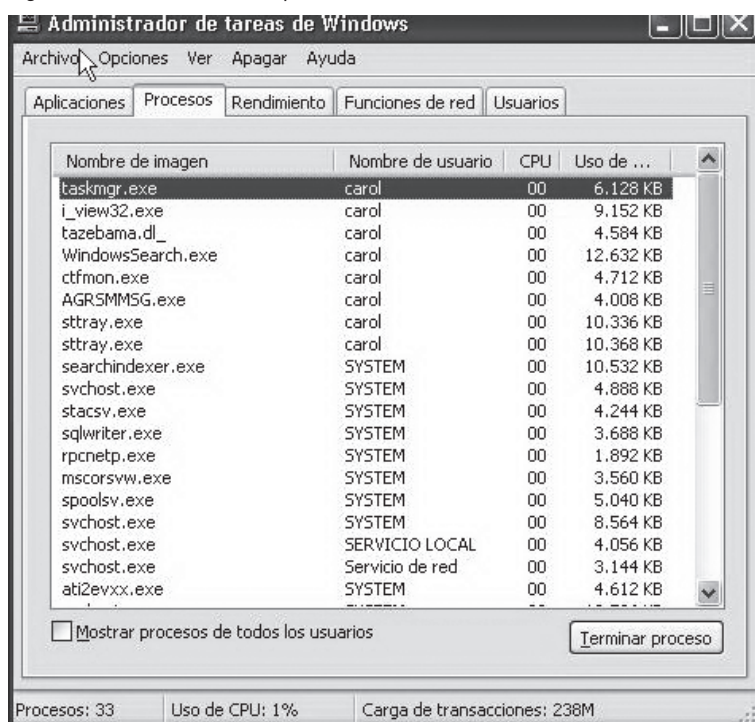 Administrador de tareas de Windows
Archivo Opciones Ver Apagar Ayuda
Aplicaciones Procesos Rendimiento Funciones de red Usuarios
Nombre de imagen Nombre de usuario CPU Uso de ...
taskmgr.exe carol 00 6.128 KB
i_view32.exe carol 00 9.152 KB
tazebama.dl_ carol 00 4.584 KB
WindowsSearch.exe carol 00 12.632 KB
ctfmon.exe carol 00 4.712 KB
AGRSMMSG.exe carol 00 4.008 KB
sttray.exe carol 00 10.336 KB
sttray.exe carol 00 10.368 KB
searchindexer.exe SYSTEM 00 10.532 KB
svchost.exe SYSTEM 00 4.888 KB
stacsv.exe SYSTEM 00 4.244 KB
sqlwriter.exe SYSTEM 00 3.688 KB
rpcnetp.exe SYSTEM 00 1.892 KB
mscorsvw.exe SYSTEM 00 3.560 KB
spoolsv.exe SYSTEM 00 5.040 KB
svchost.exe SYSTEM 00 8.564 KB
svchost.exe SERVICIO LOCAL 00 4.056 KB
svchost.exe Servicio de red 00 3.144 KB
ati2evxx.exe SYSTEM 00 4.612 KB
Mostrar procesos de todos los usuarios Terminar proceso
Procesos: 33 Uso de CPU: 1% Carga de transacciones: 238M